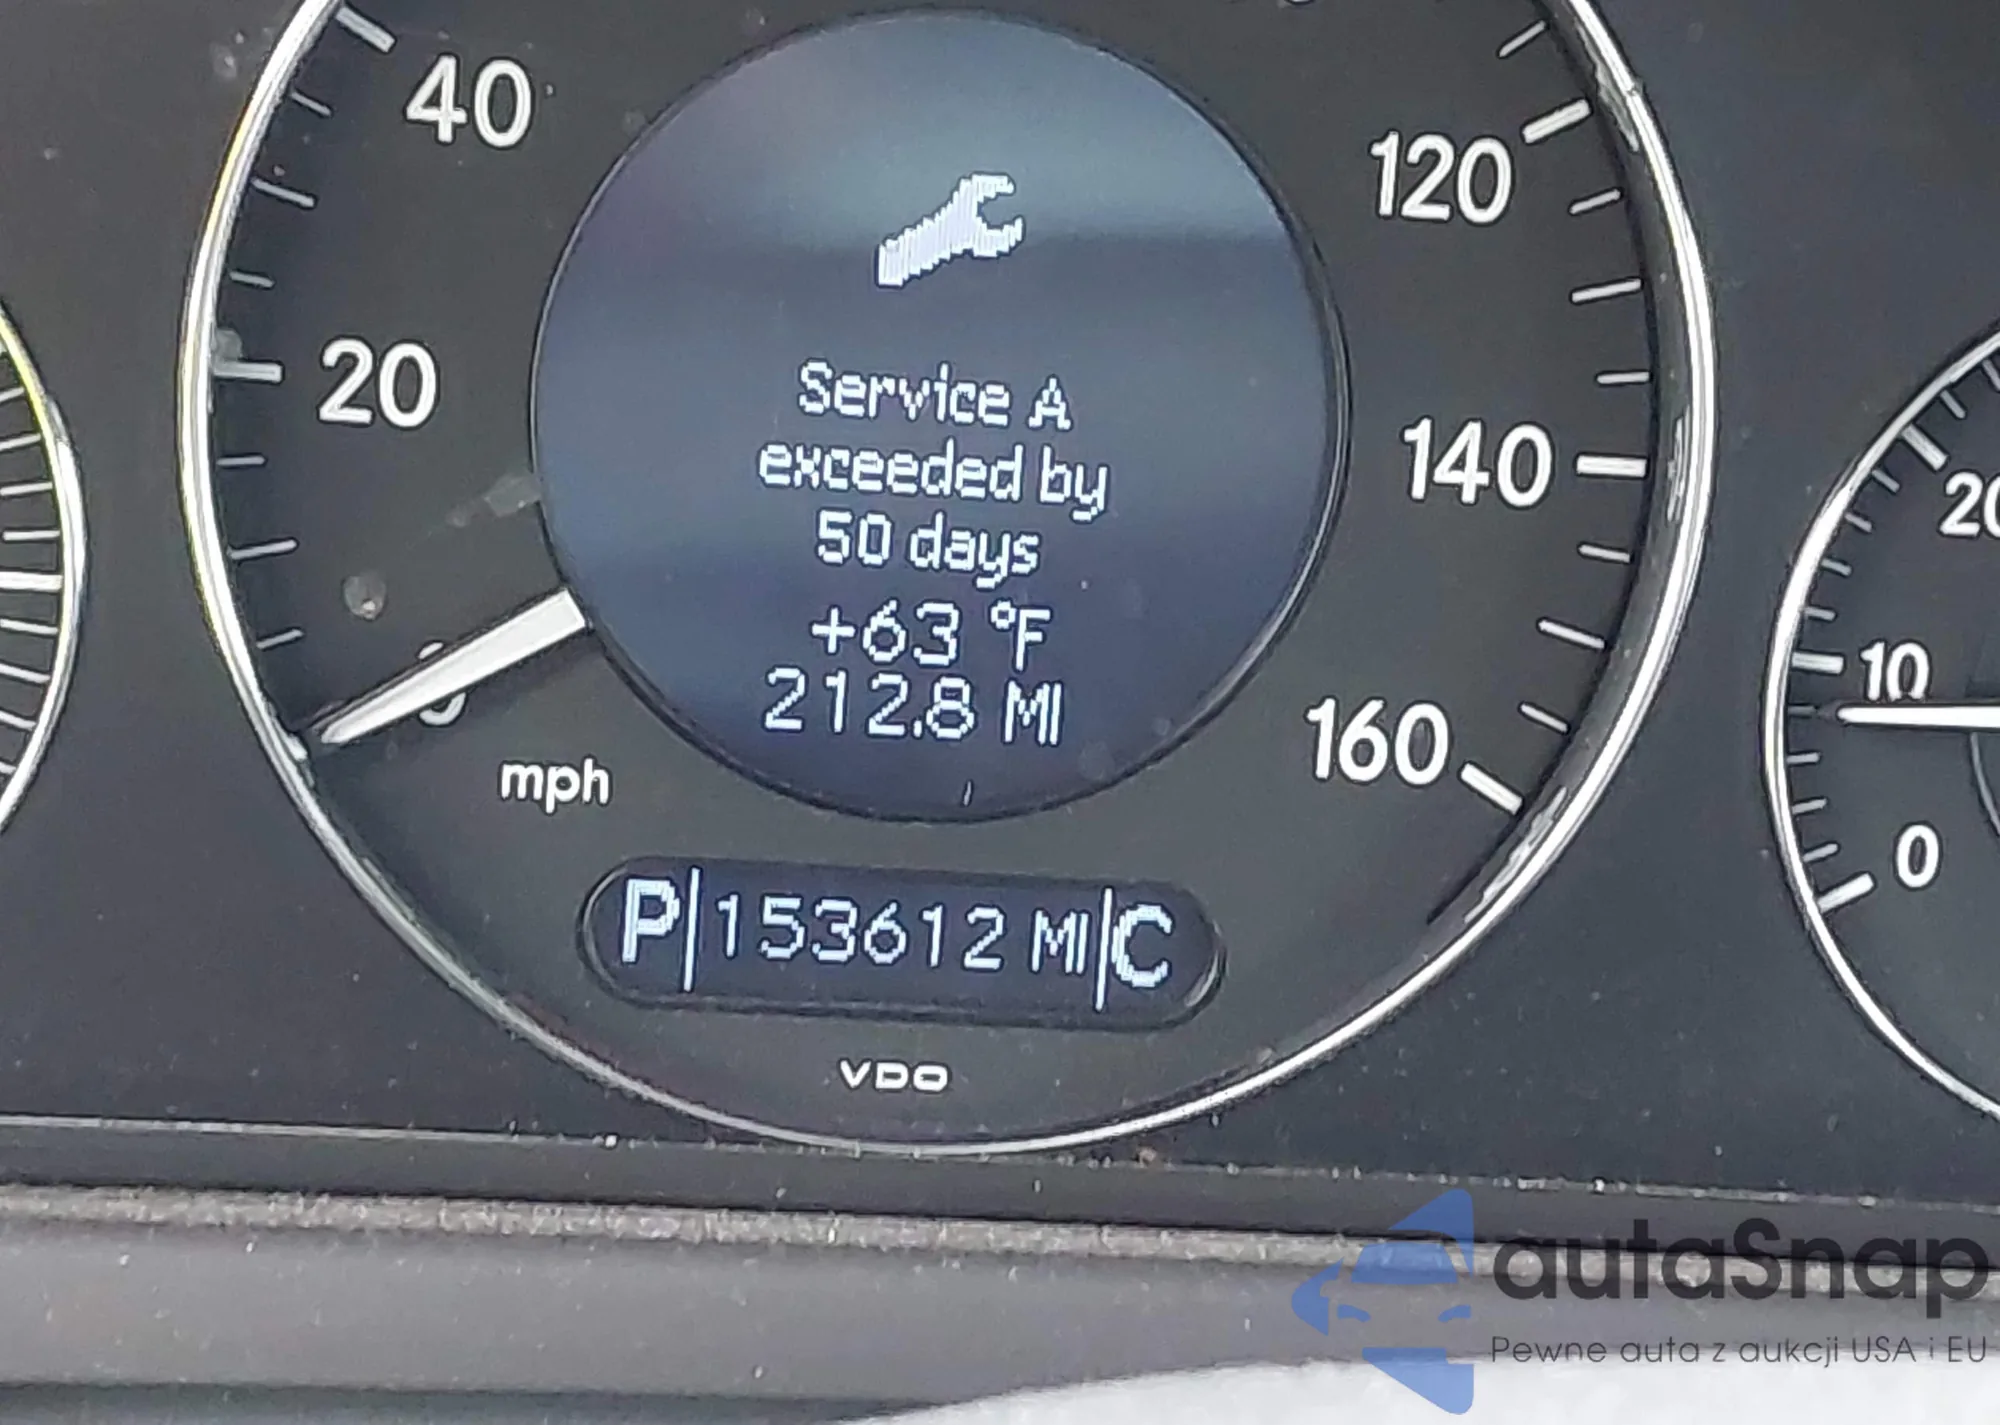 40
120
20
140
20
Service A
exceeded by
50 days
+63 °F
212.8 MI
10
160
mph
0
P 153612 MI C
VDO
autaSnap
Pewne auta z aukcji USA i EU